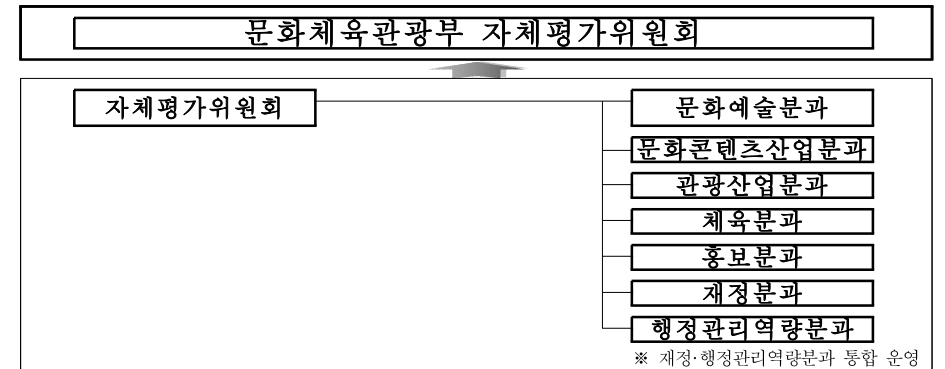 문화체육관광부 자체평가위원회
자체평가위원회
문화예술분과
문화콘텐츠산업분과
관광산업분과
체육분과
홍보분과
재정분과
행정관리역량분과
※ 재정·행정관리역량분과 통합 운영